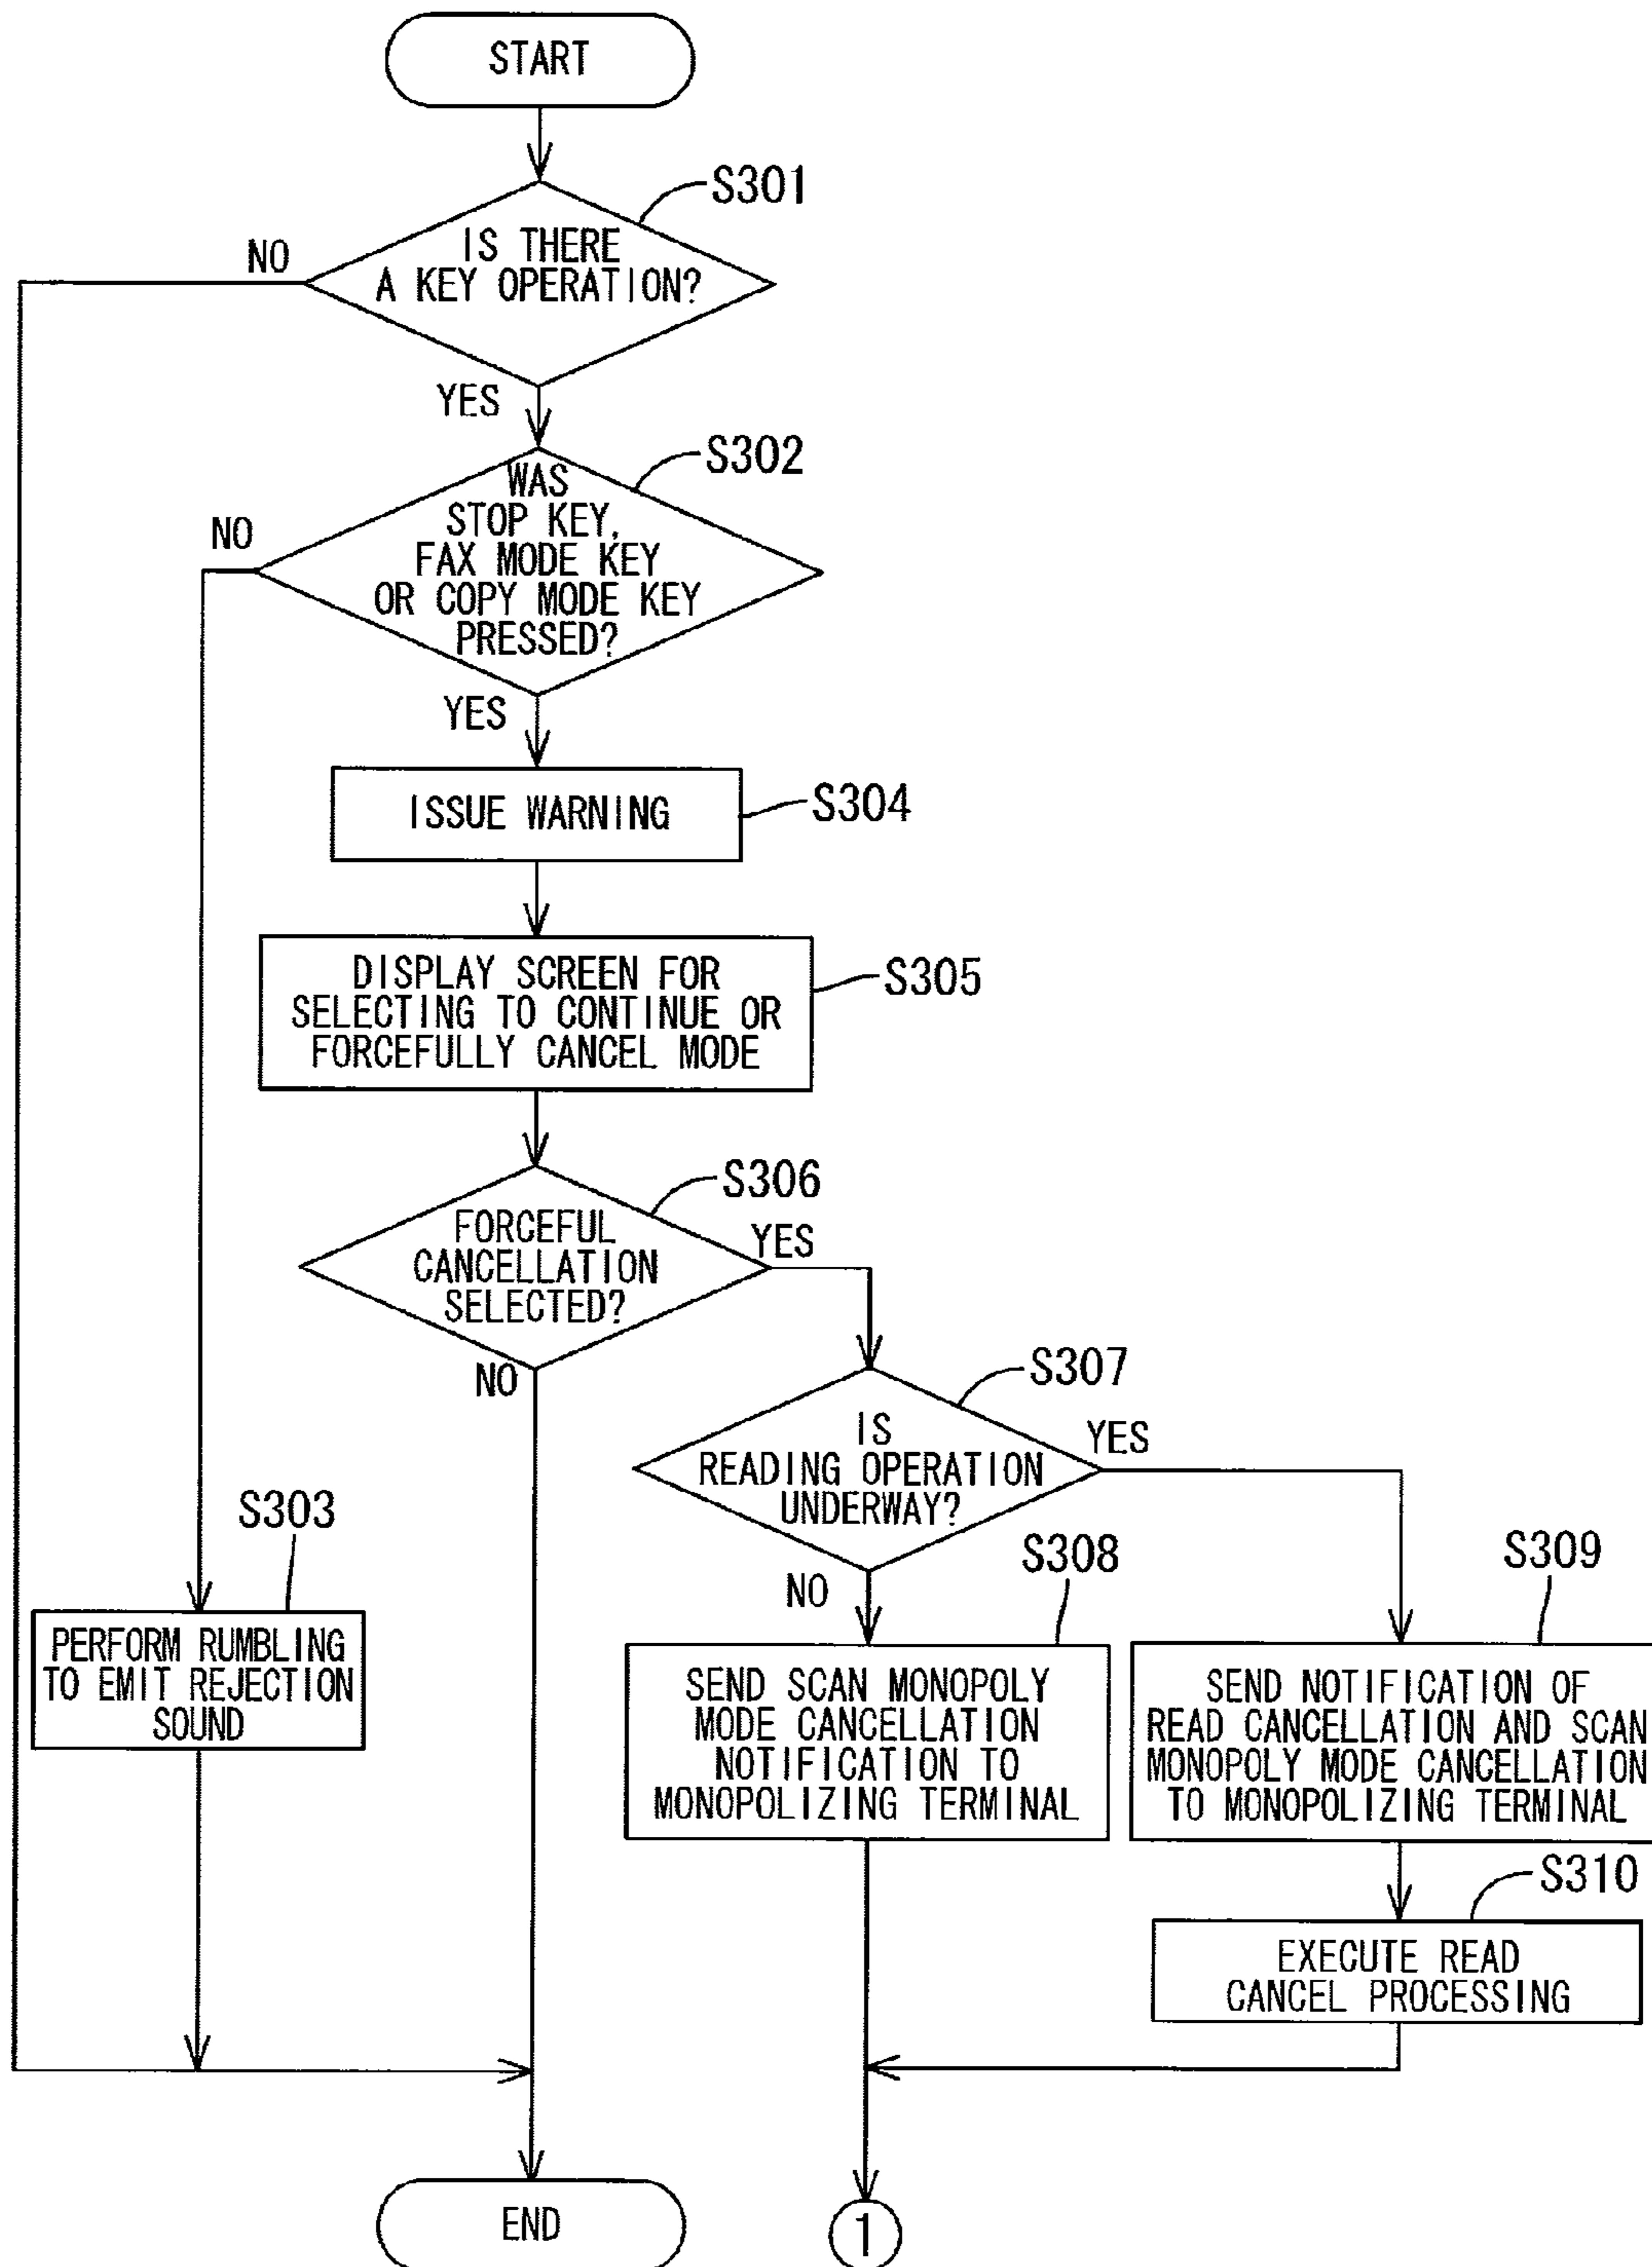 START
S301
IS THERE
A KEY OPERATION?
NO
YES
S302
WAS
STOP KEY,
FAX MODE KEY
OR COPY MODE KEY
PRESSED?
NO
YES
ISSUE WARNING
S304
DISPLAY SCREEN FOR
SELECTING TO CONTINUE OR
FORCEFULLY CANCEL MODE
S305
S306
FORCEFUL
CANCELLATION
SELECTED?
YES
NO
S307
IS
READING OPERATION
UNDERWAY?
YES
NO
S303
PERFORM RUMBLING
TO EMIT REJECTION
SOUND
S308
SEND SCAN MONOPOLY
MODE CANCELLATION
NOTIFICATION TO
MONOPOLIZING TERMINAL
S309
SEND NOTIFICATION OF
READ CANCELLATION AND SCAN
MONOPOLY MODE CANCELLATION
TO MONOPOLIZING TERMINAL
S310
EXECUTE READ
CANCEL PROCESSING
END
1